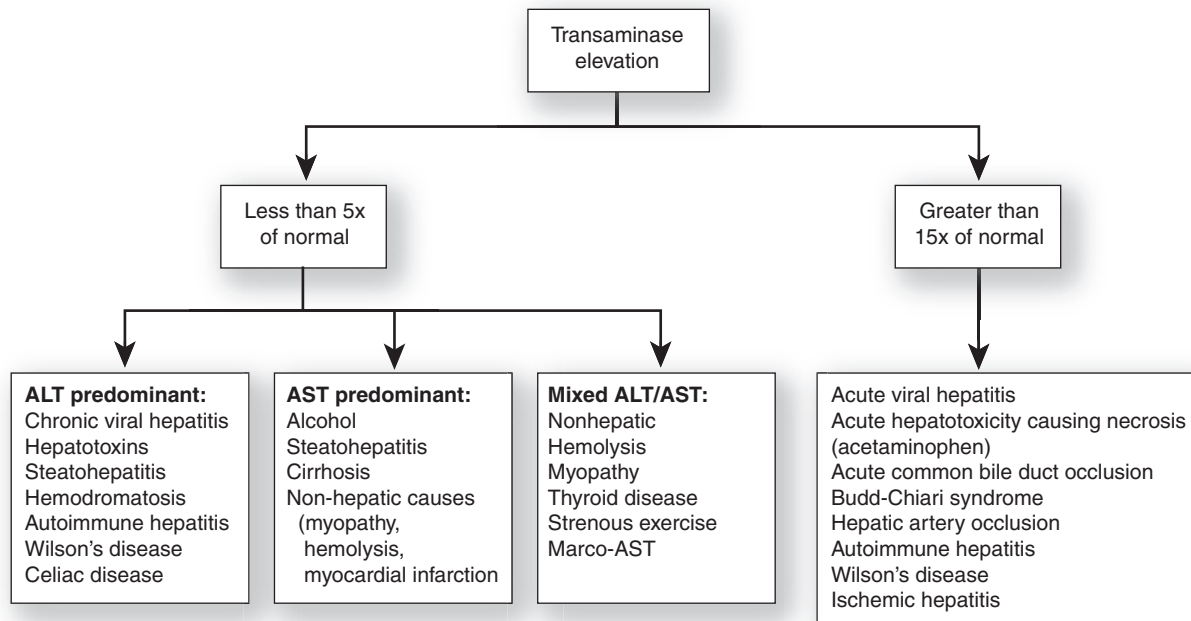 Transaminase
elevation
Less than 5x
of normal
Greater than
15x of normal
ALT predominant:
Chronic viral hepatitis
Hepatotoxins
Steatohepatitis
Hemodromatosis
Autoimmune hepatitis
Wilson's disease
Celiac disease
AST predominant:
Alcohol
Steatohepatitis
Cirrhosis
Non-hepatic causes
(myopathy,
hemolysis,
myocardial infarction
Mixed ALT/AST:
Nonhepatic
Hemolysis
Myopathy
Thyroid disease
Strenous exercise
Marco-AST
Acute viral hepatitis
Acute hepatotoxicity causing necrosis
(acetaminophen)
Acute common bile duct occlusion
Budd-Chiari syndrome
Hepatic artery occlusion
Autoimmune hepatitis
Wilson's disease
Ischemic hepatitis